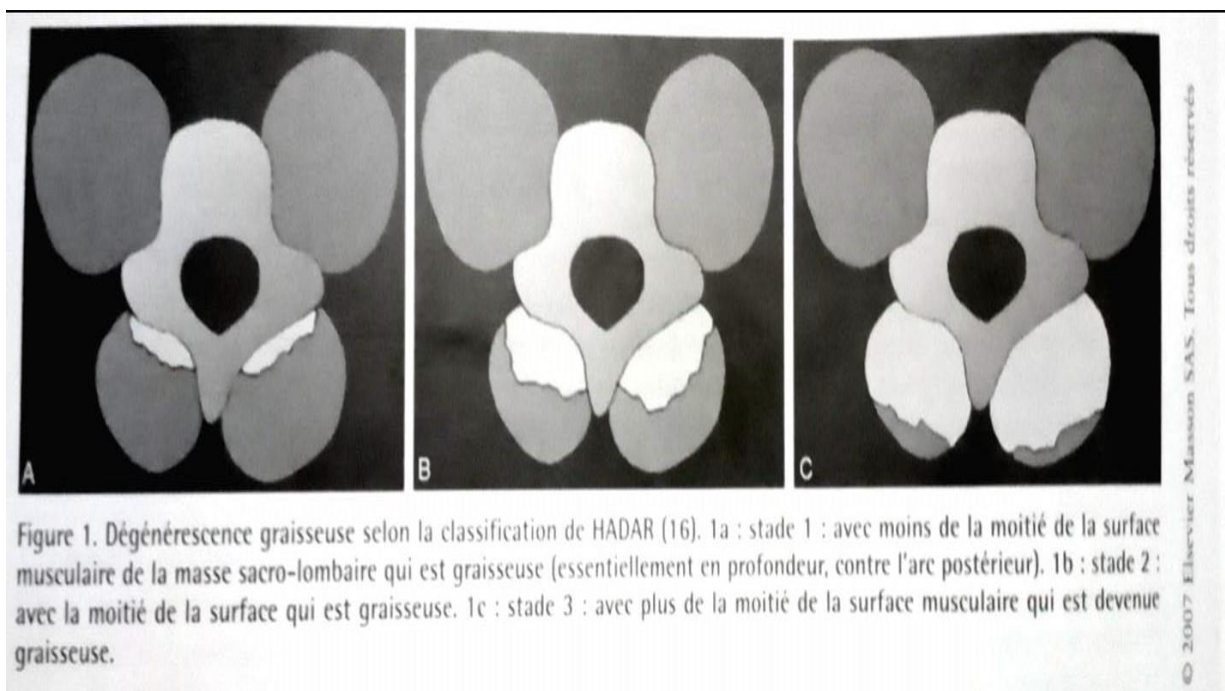 A
B
C
Figure 1. Dégénérescence graisseuse selon la classification de HADAR (16). 1a : stade 1 : avec moins de la moitié de la surface
musculaire de la masse sacro-lombaire qui est graisseuse (essentiellement en profondeur, contre l'arc postérieur). 1b : stade 2 :
avec la moitié de la surface qui est graisseuse. 1c : stade 3 : avec plus de la moitié de la surface musculaire qui est devenue
graisseuse.
© 2007 Elsevier Masson SAS. Tous droits réservés